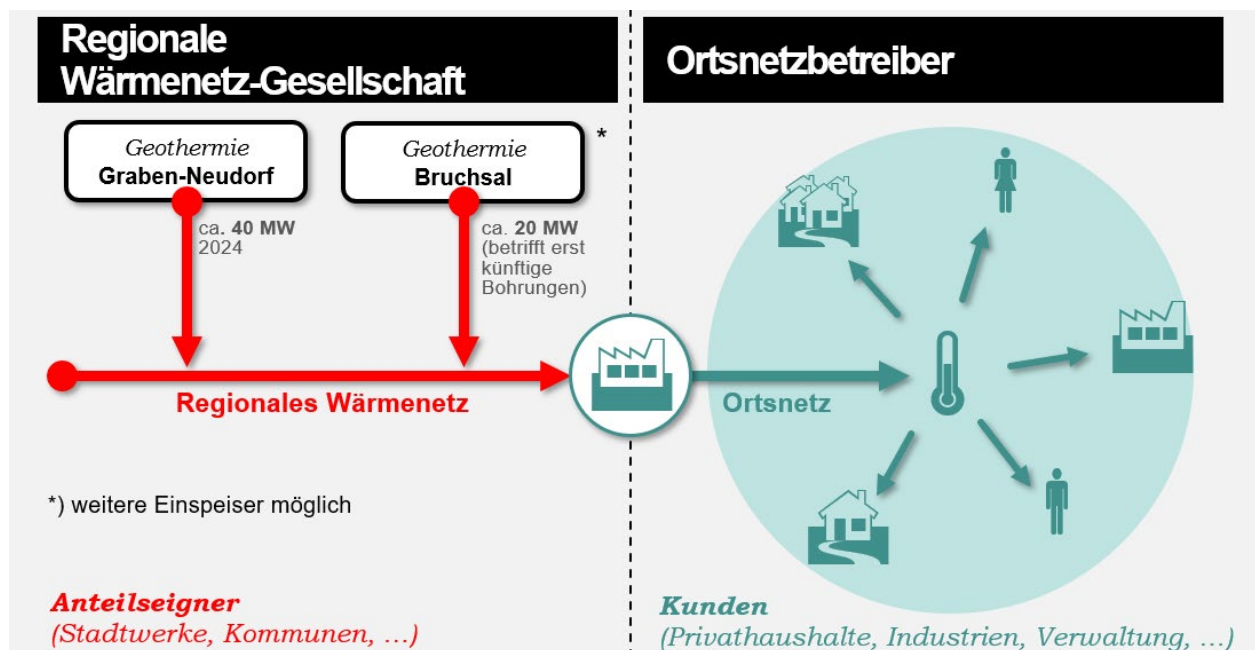 Regionale
Wärmenetz-Gesellschaft
Ortsnetzbetreiber
Geothermie
Graben-Neudorf
Geothermie
Bruchsal
*
ca. 40 MW
2024
ca. 20 MW
(betrifft erst
künftige
Bohrungen)
Regionales Wärmenetz
Ortsnetz
*) weitere Einspeiser möglich
Anteilseigner
(Stadtwerke, Kommunen, ...)
Kunden
(Privathaushalte, Industrien, Verwaltung, ...)